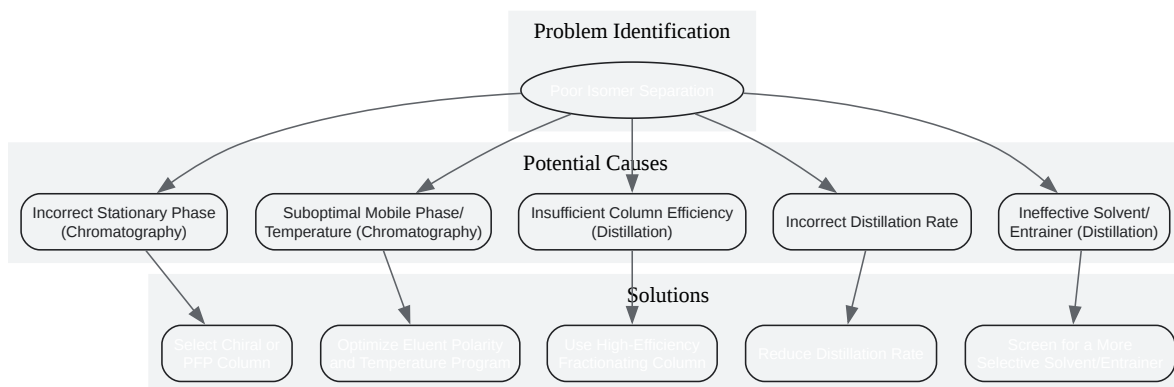 Problem Identification
Poor Isomer Separation
Potential Causes
Incorrect Stationary Phase
(Chromatography)
Suboptimal Mobile Phase/
Temperature (Chromatography)
Insufficient Column Efficiency
(Distillation)
Incorrect Distillation Rate
Ineffective Solvent/
Entrainer (Distillation)
Solutions
Select Chiral or
PFP Column
Optimize Eluent Polarity
and Temperature Program
Use High-Efficiency
Fractionating Column
Reduce Distillation Rate
Screen for a More
Selective Solvent/Entrainer